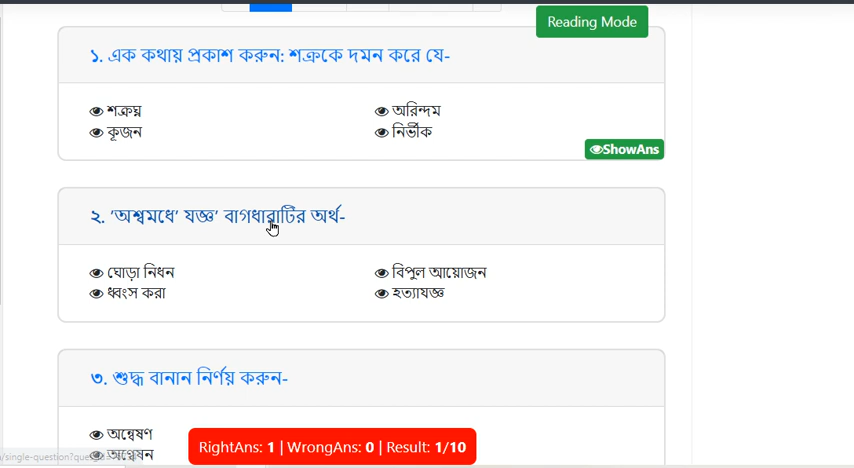 Reading Mode
১. এক কথায় প্রকাশ করুন: শত্রুকে দমন করে যে-
শত্রুঘ্ন
অরিন্দম
কূজন
নির্ভীক
ShowAns
২. 'অশ্বমধে' যজ্ঞ' বাগধারাটির অর্থ-
ঘোড়া নিধন
বিপুল আয়োজন
ধ্বংস করা
হত্যাযজ্ঞ
৩. শুদ্ধ বানান নির্ণয় করুন-
অন্বেষণ
RightAns: 1 | WrongAns: 0 | Result: 1/10